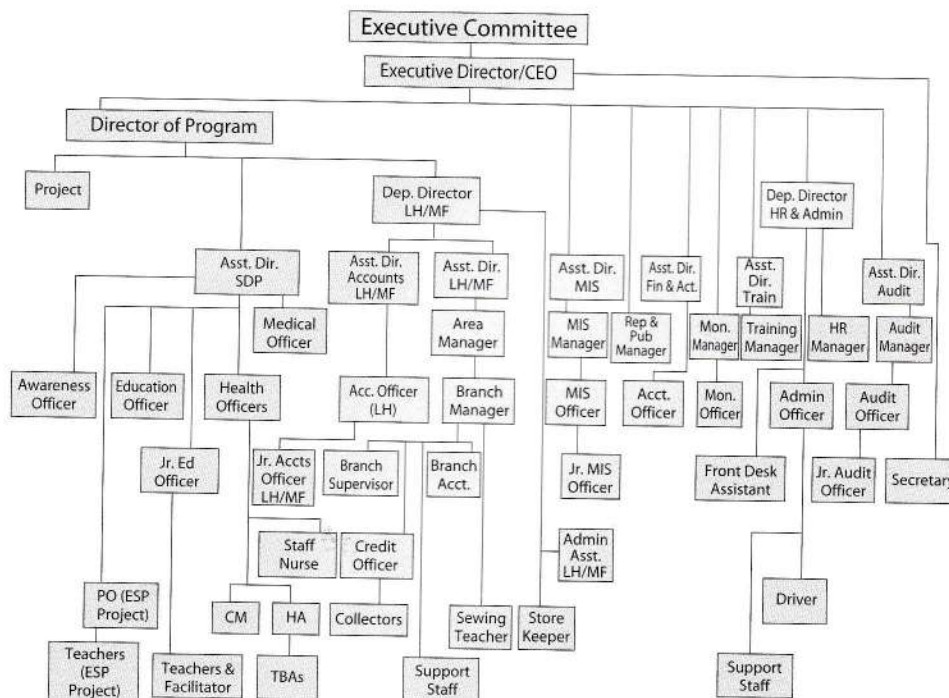 Executive Committee
Executive Director/CEO
Director of Program
Project
Dep. Director
LH/MF
Dep. Director
HR & Admin
Asst. Dir.
SDP
Asst. Dir.
Accounts
LH/MF
Asst. Dir.
LH/MF
Asst. Dir.
MIS
Asst. Dir.
Fin & Act.
Asst.
Dir.
Train
Asst. Dir.
Audit
Medical
Officer
Area
Manager
MIS
Manager
Rep &
Pub
Manager
Mon.
Manager
Training
Manager
HR
Manager
Audit
Manager
Awareness
Officer
Education
Officer
Health
Officers
Acc. Officer
(LH)
Branch
Manager
MIS
Officer
Acct.
Officer
Mon.
Officer
Admin
Officer
Audit
Officer
Jr. Ed
Officer
Jr. Accts
Officer
LH/MF
Branch
Supervisor
Branch
Acct.
Jr. MIS
Officer
Front Desk
Assistant
Jr. Audit
Officer
Secretary
Staff
Nurse
Credit
Officer
Admin
Asst.
LH/MF
PO (ESP
Project)
CM
HA
Collectors
Sewing
Teacher
Store
Keeper
Driver
Teachers
(ESP
Project)
Teachers &
Facilitator
TBAs
Support
Staff
Support
Staff